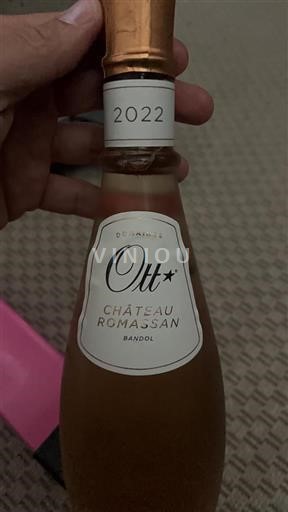 2022
DOMAINES
VINIOU
Ott★
CHÂTEAU
ROMASSAN
BANDOL